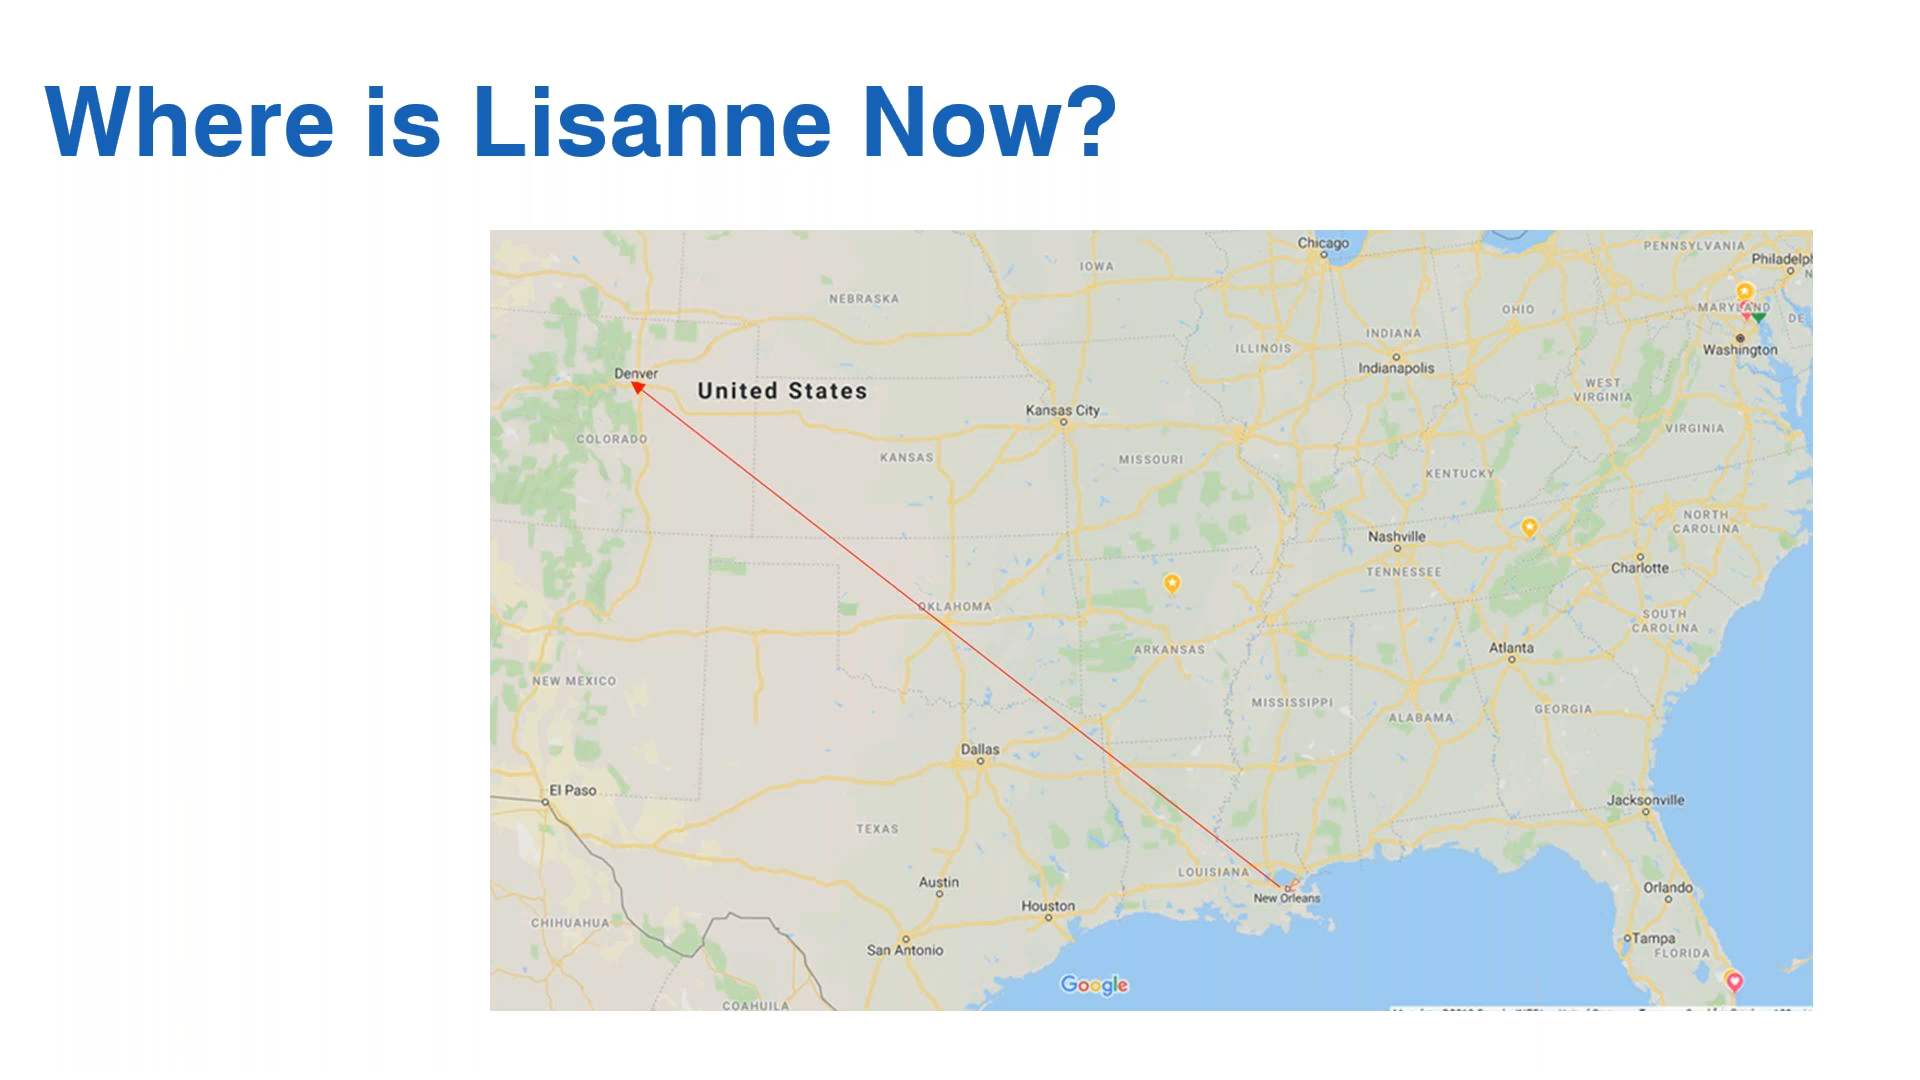 Where is Lisanne Now?
Chicago
PENNSYLVANIA
Philadelph
IOWA
N
NEBRASKA
OHIO
MARYLAND
DE
INDIANA
ILLINOIS
Washington
Indianapolis
Denver
United States
WEST
VIRGINIA
Kansas City
COLORADO
VIRGINIA
KANSAS
MISSOURI
KENTUCKY
NORTH
CAROLINA
Nashville
TENNESSEE
Charlotte
OKLAHOMA
SOUTH
CAROLINA
ARKANSAS
Atlanta
NEW MEXICO
MISSISSIPPI
GEORGIA
ALABAMA
Dallas
El Paso
Jacksonville
TEXAS
LOUISIANA
Austin
Orlando
New Orleans
Houston
CHIHUAHUA
Tampa
San Antonio
FLORIDA
Google
COAHUILA